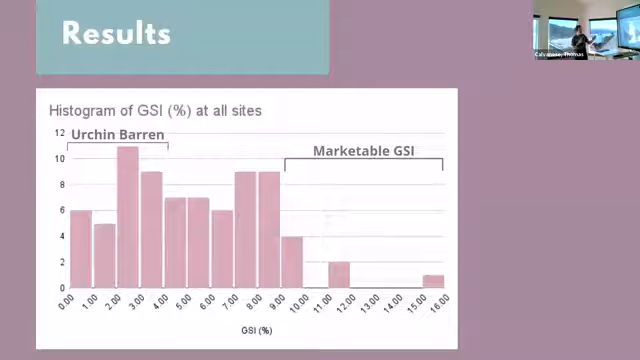 Results
Calvanese, Thomas
Histogram of GSI (%) at all sites
Urchin Barren
Marketable GSI
12
10
8
6
4
2
0
0.00 1.00 2.00 3.00 4.00 5.00 6.00 7.00 8.00 9.00 10.00 11.00 12.00 13.00 14.00 15.00 16.00
GSI (%)